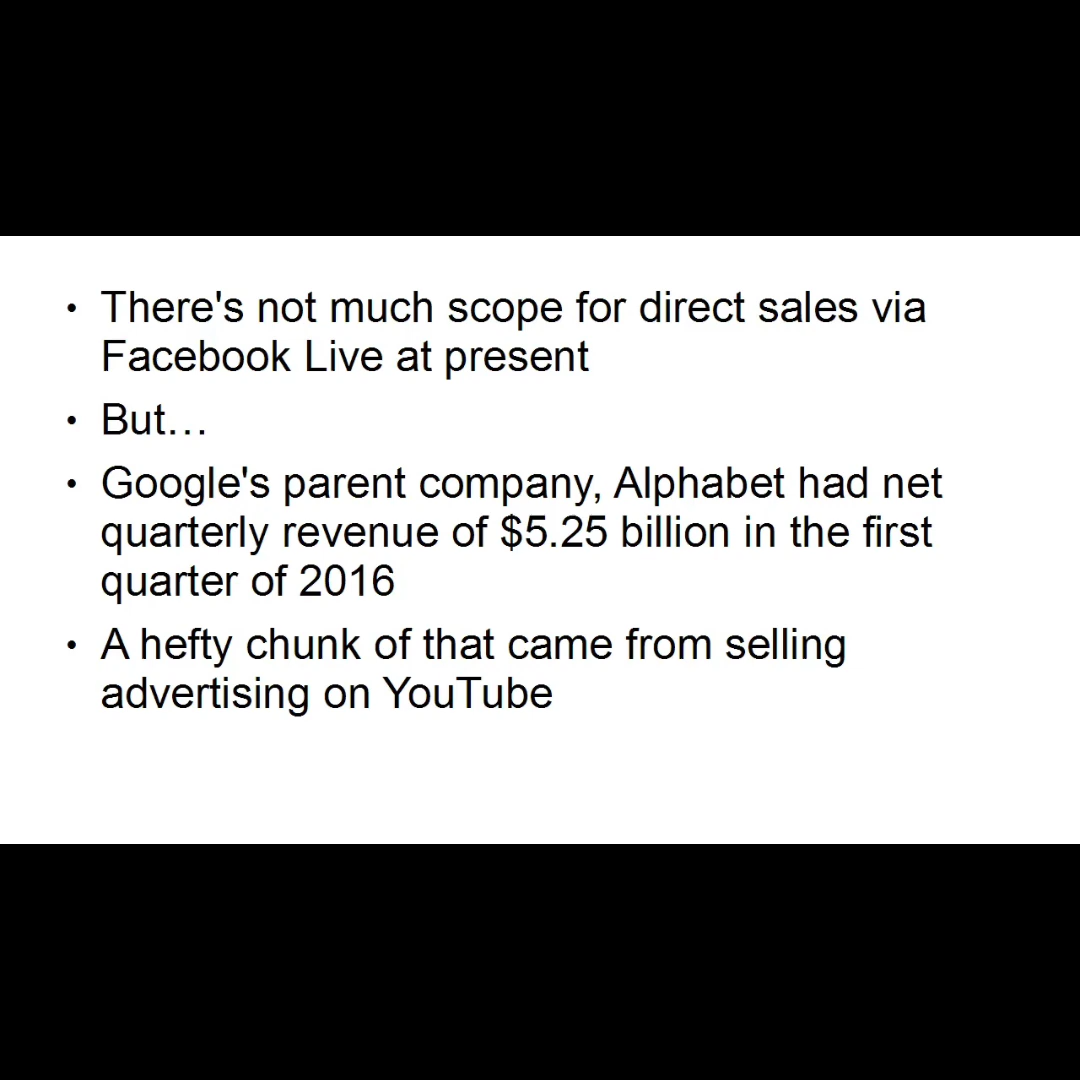 • There's not much scope for direct sales via
Facebook Live at present
• But…
• Google's parent company, Alphabet had net
quarterly revenue of $5.25 billion in the first
quarter of 2016
• A hefty chunk of that came from selling
advertising on YouTube